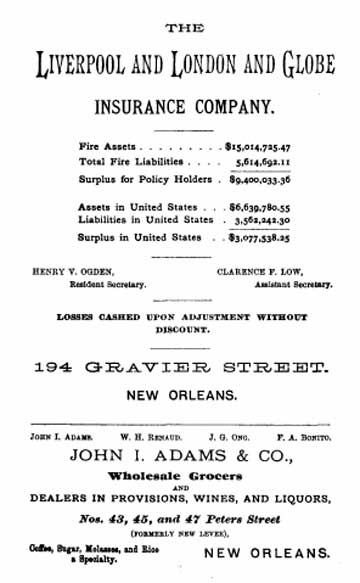 THE
LIVERPOOL AND LONDON AND GLOBE
INSURANCE COMPANY.
Fire Assets . . . . . . . . . $15,014,725.47
Total Fire Liabilities . . . . 5,614,692.11
Surplus for Policy Holders . $9,400,033.36
Assets in United States . . . $6,639,780.55
Liabilities in United States . 3,562,242.30
Surplus in United States . . $3,077,538.25
HENRY V. OGDEN, CLARENCE F. LOW,
Resident Secretary. Assistant Secretary.
LOSSES CASHED UPON ADJUSTMENT WITHOUT
DISCOUNT.
194 GRAVIER STREET.
NEW ORLEANS.
JOHN I. ADAMS. W. H. RENAUD. J. G. ONG. F. A. BONITO.
JOHN I. ADAMS & CO.,
Wholesale Grocers
AND
DEALERS IN PROVISIONS, WINES, AND LIQUORS,
Nos. 43, 45, and 47 Peters Street
(FORMERLY NEW LEVEE),
Coffee, Sugar, Molasses, and Rice
a Specialty.
NEW ORLEANS.